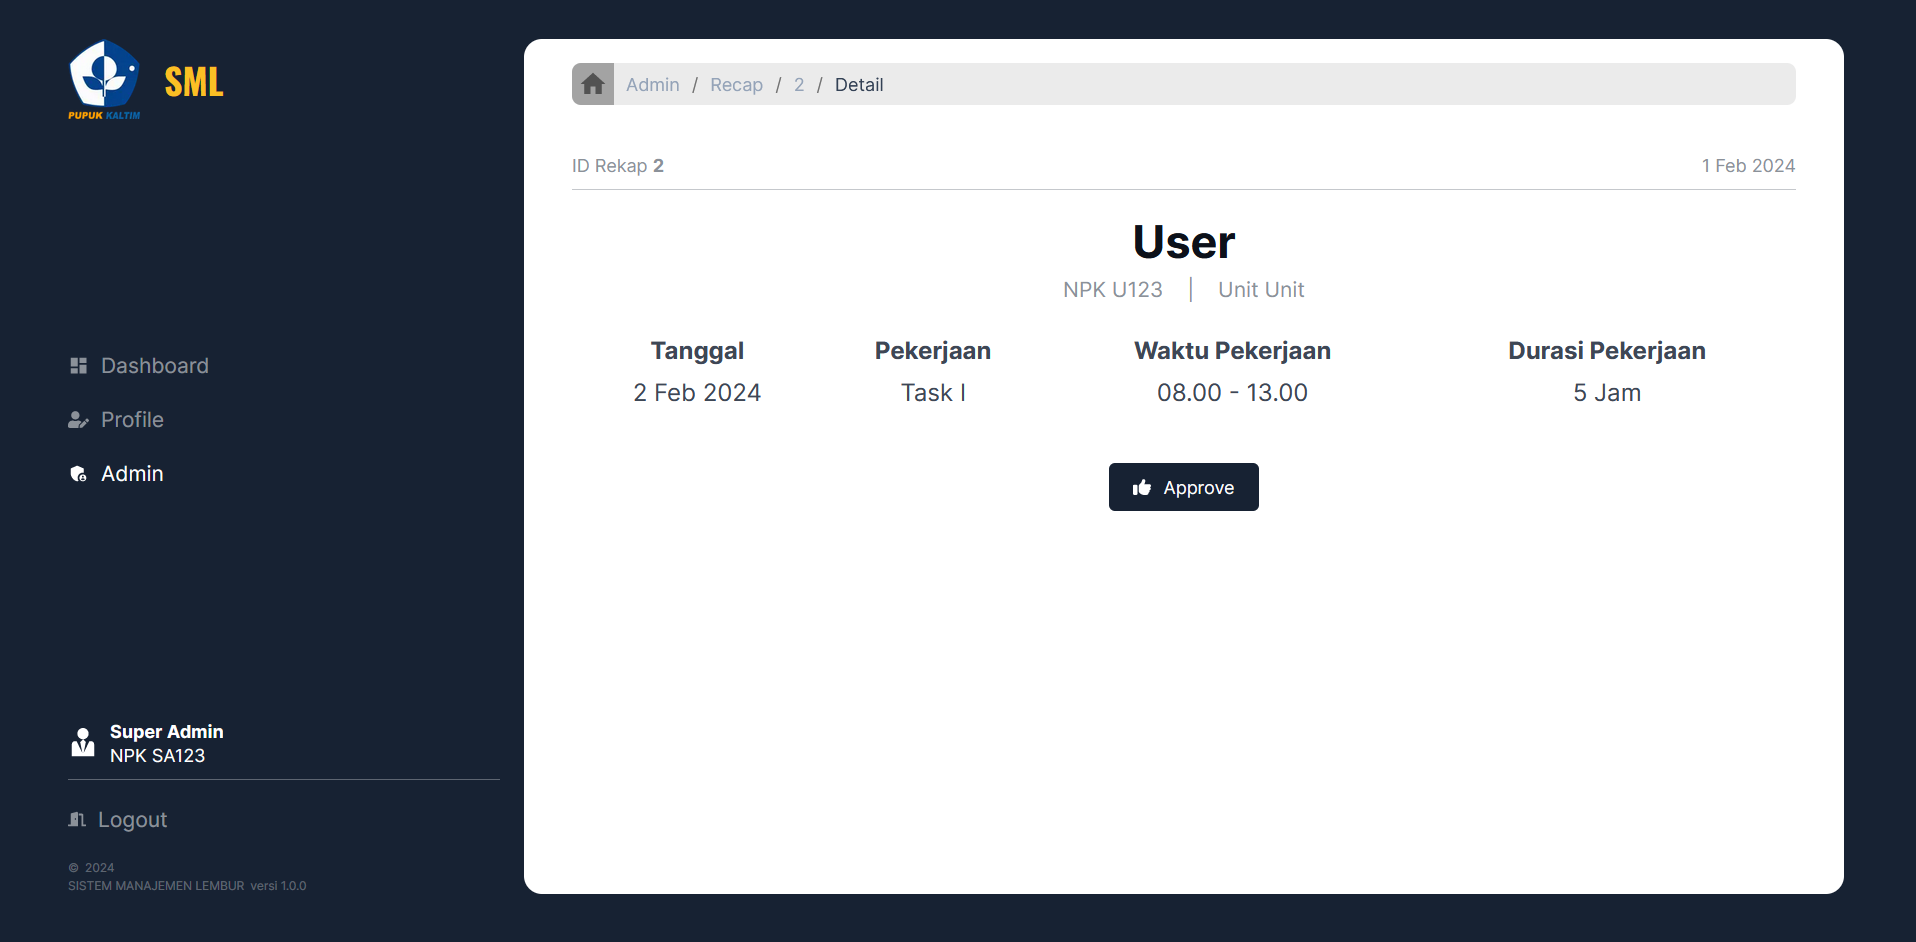 PUPUK KALTIM
SML
Dashboard
Profile
Admin
Super Admin
NPK SA123
Logout
© 2024
SISTEM MANAJEMEN LEMBUR versi 1.0.0
Admin / Recap / 2 / Detail
ID Rekap 2
1 Feb 2024
User
NPK U123 | Unit Unit
Tanggal Pekerjaan Waktu Pekerjaan Durasi Pekerjaan
2 Feb 2024 Task I 08.00 - 13.00 5 Jam
Approve